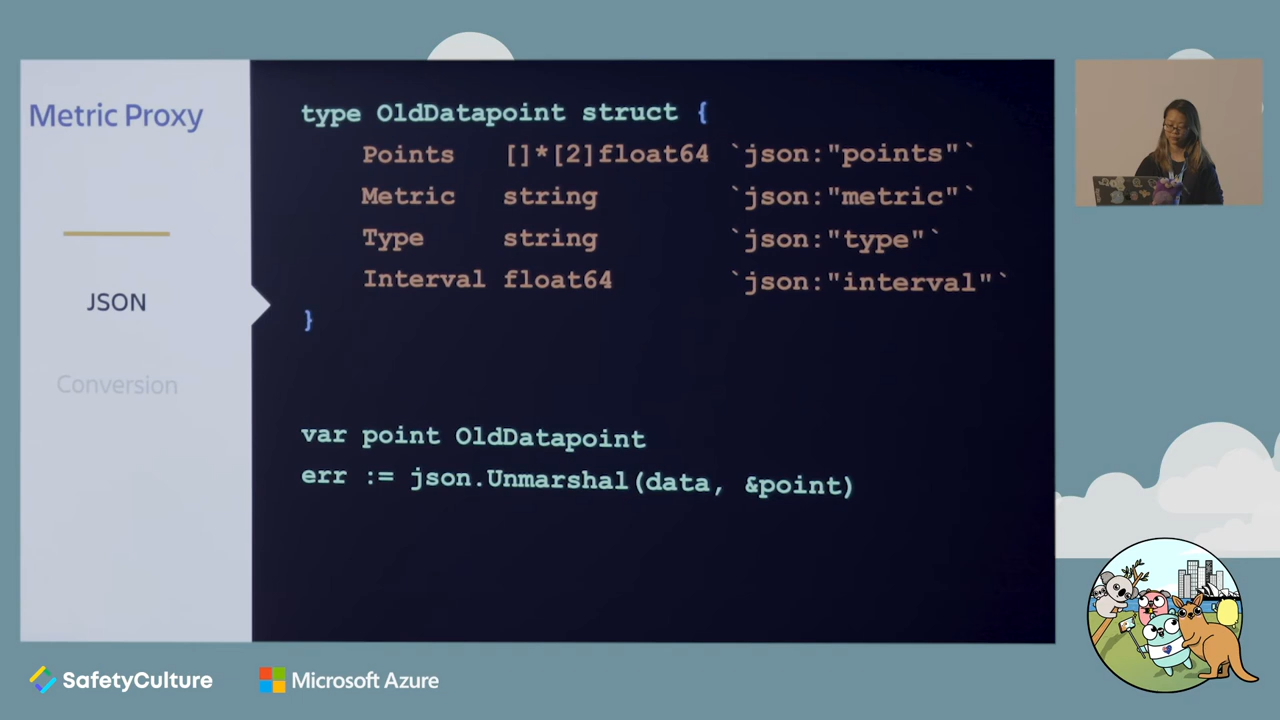 Metric Proxy
JSON
Conversion
type OldDatapoint struct {
Points []*[2]float64 `json:"points"`
Metric string `json:"metric"`
Type string `json:"type"`
Interval float64 `json:"interval"`
}
var point OldDatapoint
err := json.Unmarshal(data, &point)
SafetyCulture
Microsoft Azure